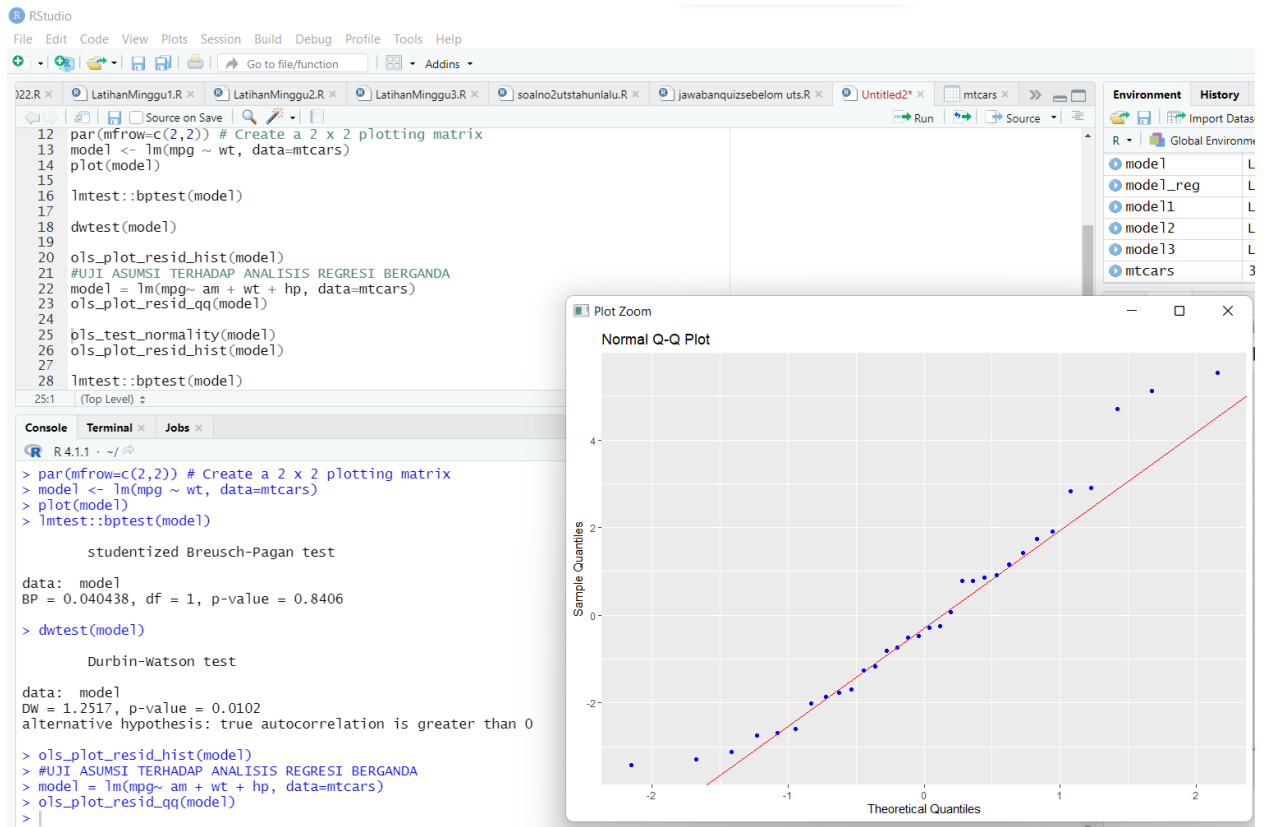 RStudio
File Edit Code View Plots Session Build Debug Profile Tools Help
Go to file/function
Addins
022.R
LatihanMinggu1.R
LatihanMinggu2.R
LatihanMinggu3.R
soalno2utstahunlalu.R
jawabanquizsebelom uts.R
Untitled2*
mtcars
Source on Save
Run
Source
12 par(mfrow=c(2,2)) # Create a 2 x 2 plotting matrix
13 model <- lm(mpg ~ wt, data=mtcars)
14 plot(model)
15
16 lmtest::bptest(model)
17
18 dwtest(model)
19
20 ols_plot_resid_hist(model)
21 #UJI ASUMSI TERHADAP ANALISIS REGRESI BERGANDA
22 model = lm(mpg~ am + wt + hp, data=mtcars)
23 ols_plot_resid_qq(model)
24
25 ols_test_normality(model)
26 ols_plot_resid_hist(model)
27
28 lmtest::bptest(model)
25:1 (Top Level)
Console Terminal Jobs
R 4.1.1 · ~/
> par(mfrow=c(2,2)) # Create a 2 x 2 plotting matrix
> model <- lm(mpg ~ wt, data=mtcars)
> plot(model)
> lmtest::bptest(model)
studentized Breusch-Pagan test
data: model
BP = 0.040438, df = 1, p-value = 0.8406
> dwtest(model)
Durbin-Watson test
data: model
DW = 1.2517, p-value = 0.0102
alternative hypothesis: true autocorrelation is greater than 0
> ols_plot_resid_hist(model)
> #UJI ASUMSI TERHADAP ANALISIS REGRESI BERGANDA
> model = lm(mpg~ am + wt + hp, data=mtcars)
> ols_plot_resid_qq(model)
>
Environment History
Import Datas
R Global Environme
model L
model_reg L
model1 L
model2 L
model3 L
mtcars 3
Plot Zoom
Normal Q-Q Plot
Sample Quantiles
4
2
0
-2
-2 -1 0 1 2
Theoretical Quantiles